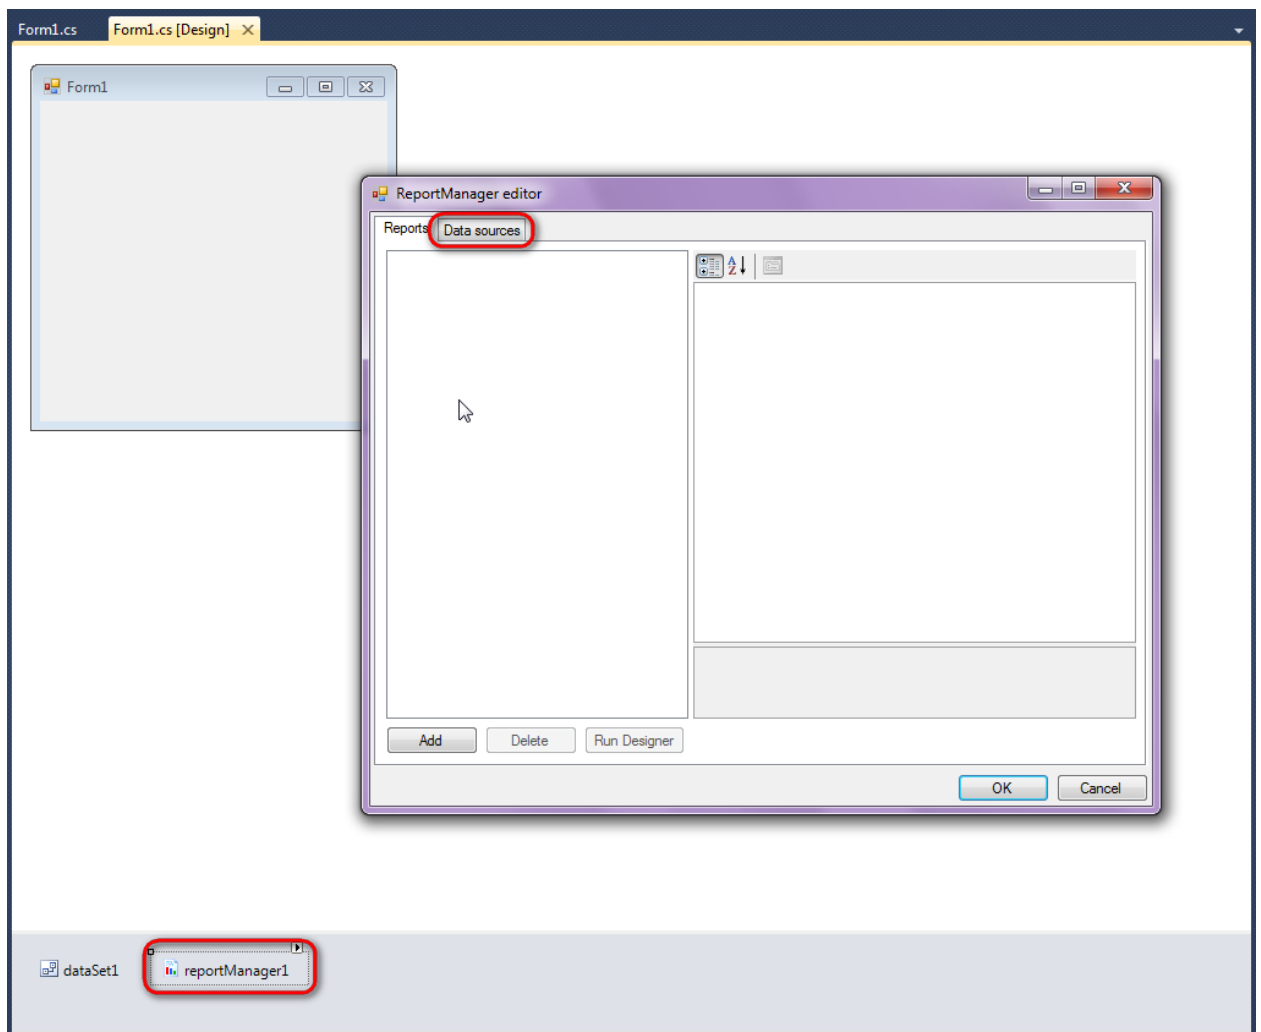 Form1.cs
Form1.cs [Design]
Form1
ReportManager editor
Reports
Data sources
A
Z
Add
Delete
Run Designer
OK
Cancel
dataSet1
reportManager1